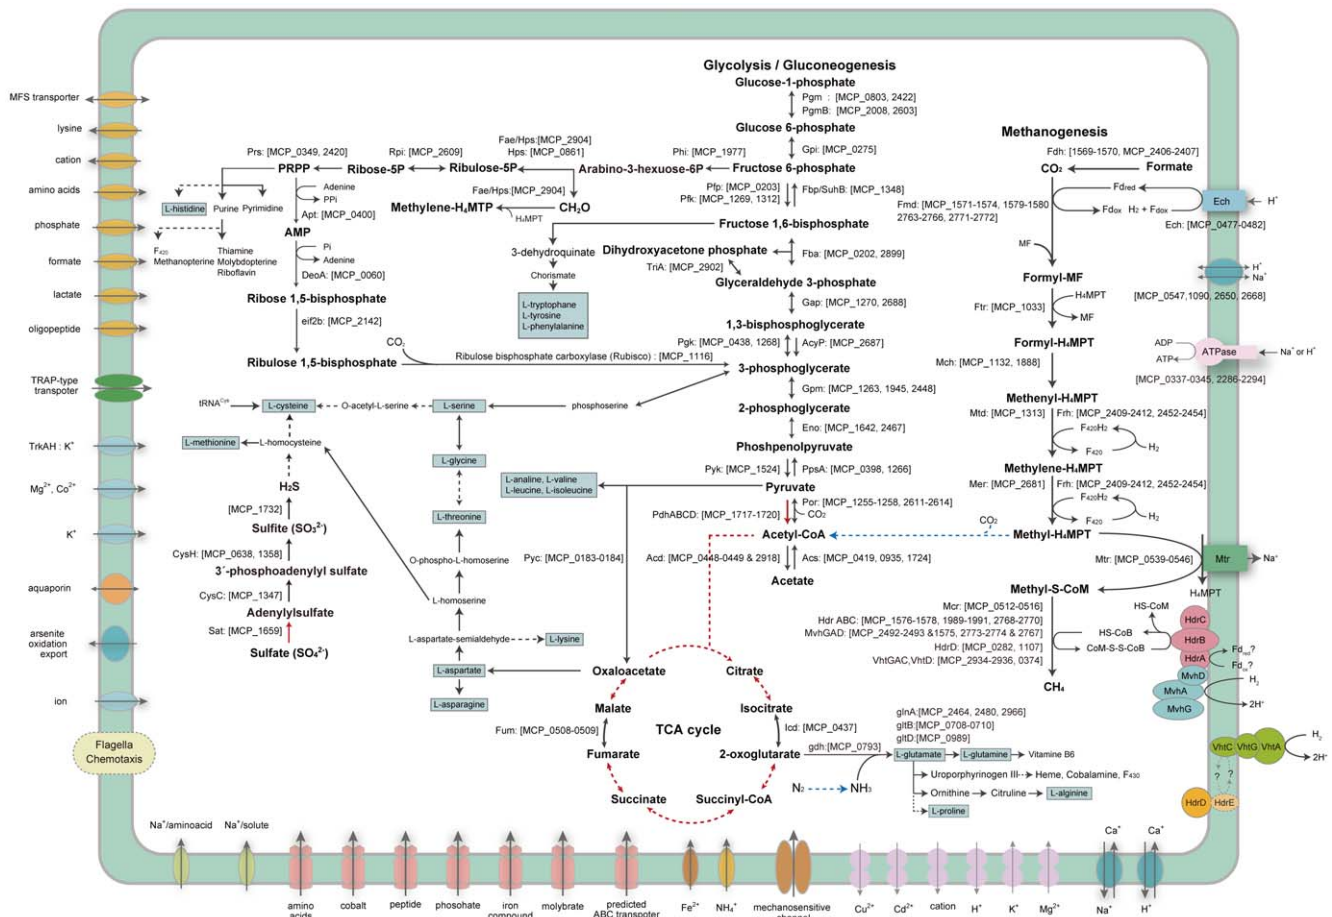 Glycolysis / Gluconeogenesis
Glucose-1-phosphate
Pgm : [MCP_0803, 2422]
PgmB: [MCP_2008, 2603]
Glucose 6-phosphate
Gpi: [MCP_0275]
Fructose 6-phosphate
Phi: [MCP_1977]
Arabino-3-hexuose-6P
Fae/Hps:[MCP_2904]
Hps: [MCP_0861]
Ribulose-5P
Rpi: [MCP_2609]
Ribose-5P
Prs: [MCP_0349, 2420]
PRPP
Fae/Hps:[MCP_2904]
Methylene-H₄MTP
H₄MPT
CH₂O
L-histidine
Purine
Pyrimidine
Adenine
PPi
Apt: [MCP_0400]
AMP
F₄₂₀
Methanopterine
Thiamine
Molybdopterine
Riboflavin
Pi
Adenine
DeoA: [MCP_0060]
Ribose 1,5-bisphosphate
eif2b: [MCP_2142]
Ribulose 1,5-bisphosphate
CO₂
Ribulose bisphosphate carboxylase (Rubisco) : [MCP_1116]
Pfp: [MCP_0203]
Pfk: [MCP_1269, 1312]
Fbp/SuhB: [MCP_1348]
Fructose 1,6-bisphosphate
3-dehydroquinate
Chorismate
L-tryptophane
L-tyrosine
L-phenylalanine
Dihydroxyacetone phosphate
Fba: [MCP_0202, 2899]
TriA: [MCP_2902]
Glyceraldehyde 3-phosphate
Gap: [MCP_1270, 2688]
1,3-bisphosphoglycerate
Pgk: [MCP_0438, 1268]
AcyP: [MCP_2687]
3-phosphoglycerate
Gpm: [MCP_1263, 1945, 2448]
2-phosphoglycerate
Eno: [MCP_1642, 2467]
Phoshpenolpyruvate
Pyk: [MCP_1524]
PpsA: [MCP_0398, 1266]
Pyruvate
Por: [MCP_1255-1258, 2611-2614]
CO₂
PdhABCD: [MCP_1717-1720]
Acetyl-CoA
Acd: [MCP_0448-0449 & 2918]
Acs: [MCP_0419, 0935, 1724]
Acetate
tRNAᶜʸˢ
L-cysteine
O-acetyl-L-serine
L-serine
phosphoserine
L-methionine
L-homocysteine
L-glycine
H₂S
[MCP_1732]
Sulfite (SO₃²⁻)
CysH: [MCP_0638, 1358]
3´-phosphoadenylyl sulfate
CysC: [MCP_1347]
Adenylylsulfate
Sat: [MCP_1659]
Sulfate (SO₄²⁻)
L-analine, L-valine
L-leucine, L-isoleucine
L-threonine
O-phospho-L-homoserine
L-homoserine
L-aspartate-semialdehyde
L-lysine
L-aspartate
L-asparagine
Pyc: [MCP_0183-0184]
Oxaloacetate
Citrate
Malate
Isocitrate
TCA cycle
Fum: [MCP_0508-0509]
Icd: [MCP_0437]
Fumarate
2-oxoglutarate
Succinate
Succinyl-CoA
glnA:[MCP_2464, 2480, 2966]
gltB:[MCP_0708-0710]
gltD:[MCP_0989]
gdh:[MCP_0793]
L-glutamate
L-glutamine
Vitamine B6
Uroporphyrinogen III
Heme, Cobalamine, F₄₃₀
Ornithine
Citruline
L-alginine
L-proline
N₂
NH₃
Methanogenesis
Fdh: [1569-1570, MCP_2406-2407]
CO₂
Formate
Fdred
Fdox
H₂ + Fdox
Fmd: [MCP_1571-1574, 1579-1580
2763-2766, 2771-2772]
Ech
H⁺
Ech: [MCP_0477-0482]
MF
Formyl-MF
H₄MPT
Ftr: [MCP_1033]
MF
Formyl-H₄MPT
Mch: [MCP_1132, 1888]
Methenyl-H₄MPT
Mtd: [MCP_1313]
Frh: [MCP_2409-2412, 2452-2454]
F₄₂₀H₂
F₄₂₀
H₂
Methylene-H₄MPT
Mer: [MCP_2681]
Frh: [MCP_2409-2412, 2452-2454]
F₄₂₀H₂
F₄₂₀
H₂
CO₂
Methyl-H₄MPT
Mtr: [MCP_0539-0546]
Mtr
Na⁺
H₄MPT
Methyl-S-CoM
Mcr: [MCP_0512-0516]
Hdr ABC: [MCP_1576-1578, 1989-1991, 2768-2770]
MvhGAD: [MCP_2492-2493 &1575, 2773-2774 & 2767]
HdrD: [MCP_0282, 1107]
VhtGAC,VhtD: [MCP_2934-2936, 0374]
CH₄
HS-CoM
HS-CoB
CoM-S-S-CoB
HdrC
HdrB
HdrA
Fdred?
Fdox?
MvhD
MvhA
MvhG
H₂
2H⁺
VhtC
VhtG
VhtA
H₂
2H⁺
?
?
HdrD
HdrE
H⁺
Na⁺
[MCP_0547,1090, 2650, 2668]
ADP
ATP
ATPase
Na⁺ or H⁺
[MCP_0337-0345, 2286-2294]
MFS transporter
lysine
cation
amino acids
phosphate
formate
lactate
oligopeptide
TRAP-type
transpoter
TrkAH : K⁺
Mg²⁺, Co²⁺
K⁺
aquaporin
arsenite
oxidation
export
ion
Flagella
Chemotaxis
Na⁺/aminoacid
Na⁺/solute
amino
acids
cobalt
peptide
phosohate
iron
compound
molybrate
predicted
ABC transpoter
Fe²⁺
NH₄⁺
mechanosensitive
Cu²⁺
Cd²⁺
cation
H⁺
K⁺
Mg²⁺
Ca⁺
Na⁺
Ca⁺
H⁺